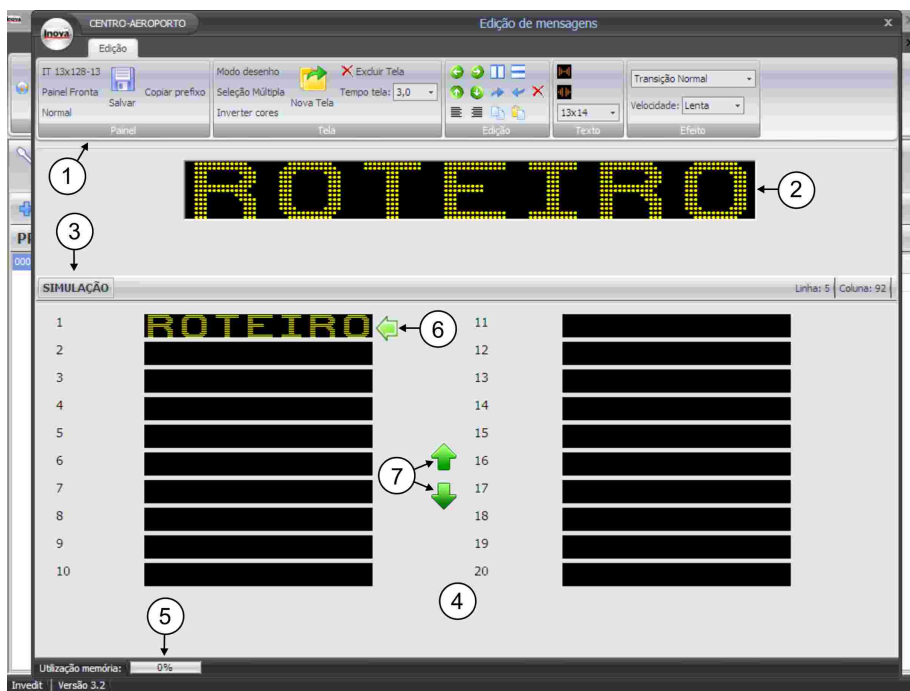 Inova
CENTRO-AEROPORTO
Edição de mensagens
x
Edição
IT 13x128-13
Painel Fronta
Normal
Salvar
Copiar prefixo
Painel
Modo desenho
Seleção Múltipla
Inverter cores
Nova Tela
Excluir Tela
Tempo tela: 3,0
Tela
Edição
13x14
Texto
Transição Normal
Velocidade: Lenta
Efeito
1
ROTEIRO
2
3
PI
000
SIMULAÇÃO
Linha: 5
Coluna: 92
1
ROTEIRO
6
11
2
12
3
13
4
14
5
15
6
16
7
7
17
8
18
9
19
10
20
4
5
Utilização memória:
0%
Invedit
Versão 3.2